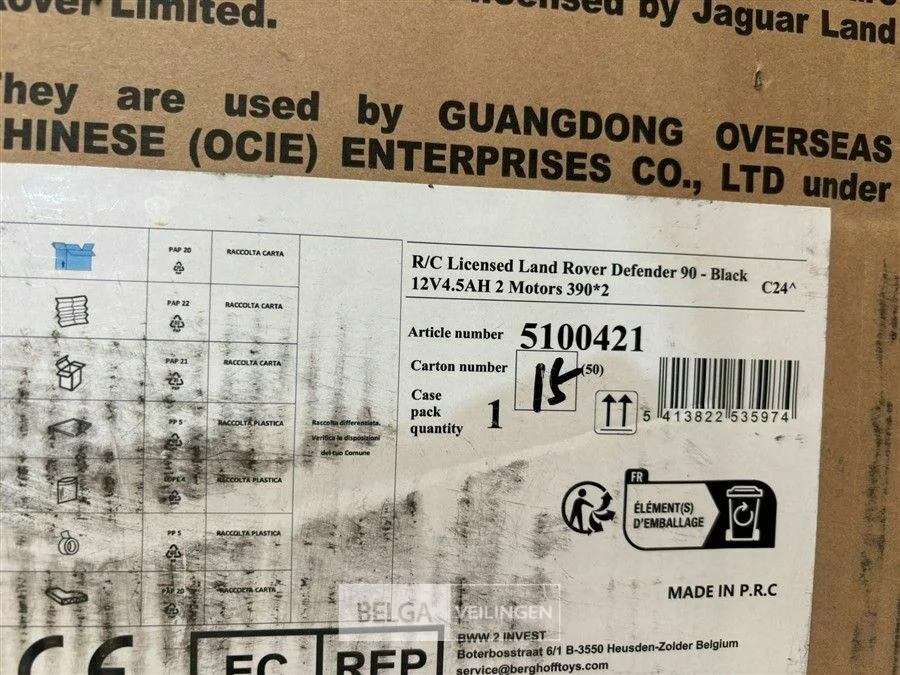 over Limited.
ensed by Jaguar Land
hey are used by GUANGDONG OVERSEAS
HINESE (OCIE) ENTERPRISES CO., LTD under
PAP 20 RACCOLTA CARTA
PAP 22 RACCOLTA CARTA
PAP 21 RACCOLTA CARTA
PP 5 RACCOLTA PLASTICA
RACCOLTA PLASTICA
PP 5 RACCOLTA PLASTICA
PAP 20 RACCOLTA CARTA
Raccolta differenziata.
Verifica le disposizioni
del tuo Comune
R/C Licensed Land Rover Defender 90 - Black C24^
12V4.5AH 2 Motors 390*2
Article number 5100421
Carton number 15 (50)
Case
pack
quantity 1
5 413822 535974
FR
ÉLÉMENT(S)
D'EMBALLAGE
MADE IN P.R.C
BELGA VEILINGEN
CE
EC REP
BWW 2 INVEST
Boterbosstraat 6/1 B-3550 Heusden-Zolder Belgium
service@berghofftoys.com